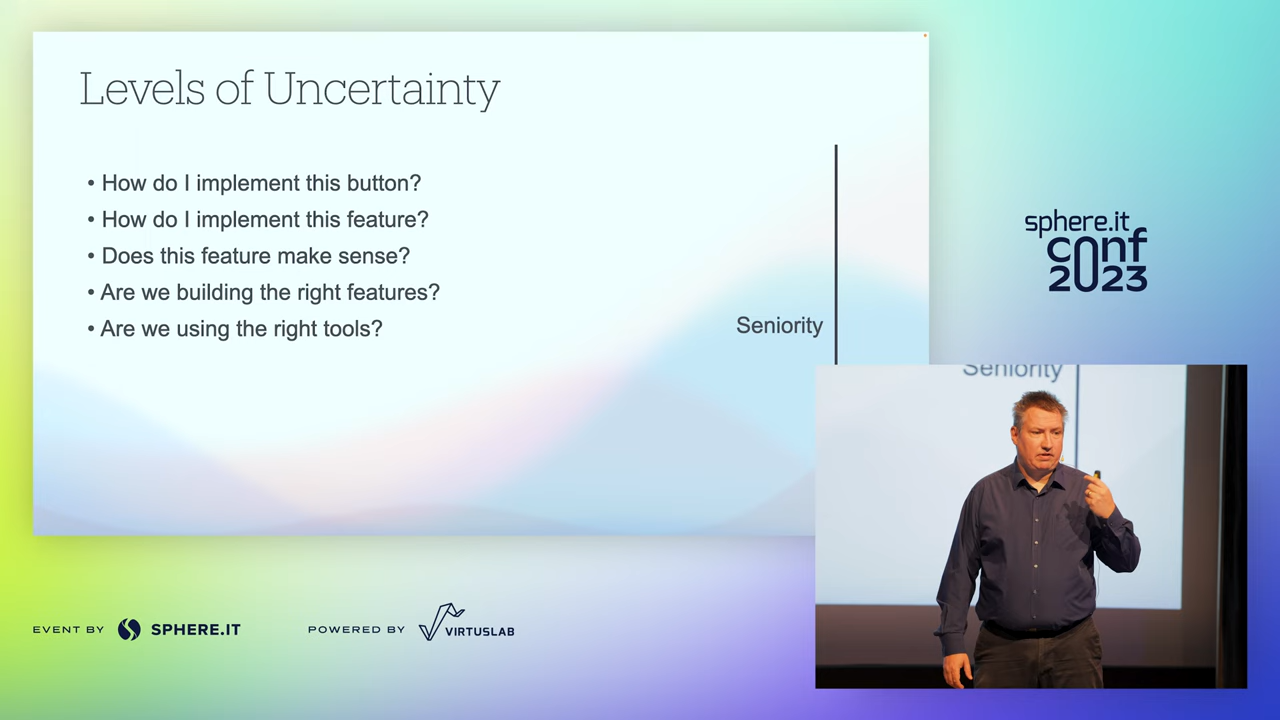 Levels of Uncertainty
• How do I implement this button?
• How do I implement this feature?
• Does this feature make sense?
• Are we building the right features?
• Are we using the right tools?
Seniority
sphere.it
conf
2023
Seniority
EVENT BY SPHERE.IT
POWERED BY VIRTUSLAB